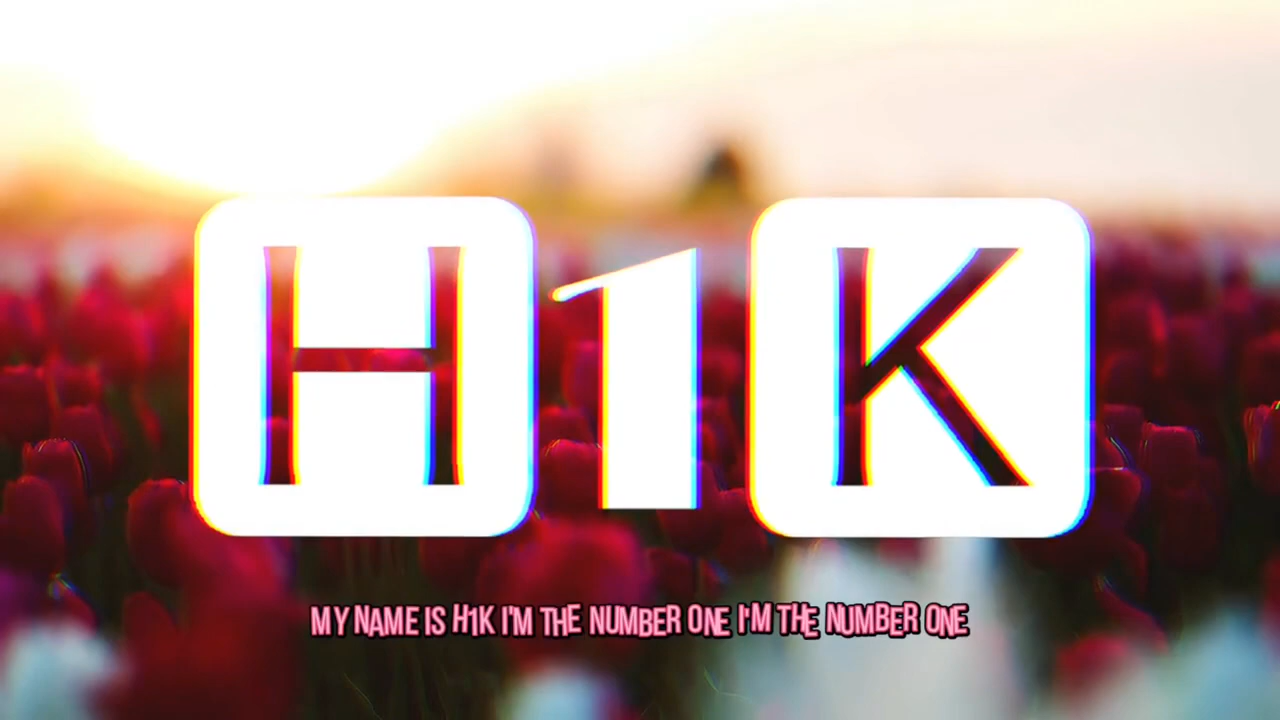 H1K
MY NAME IS H1K I'M THE NUMBER ONE I'M THE NUMBER ONE